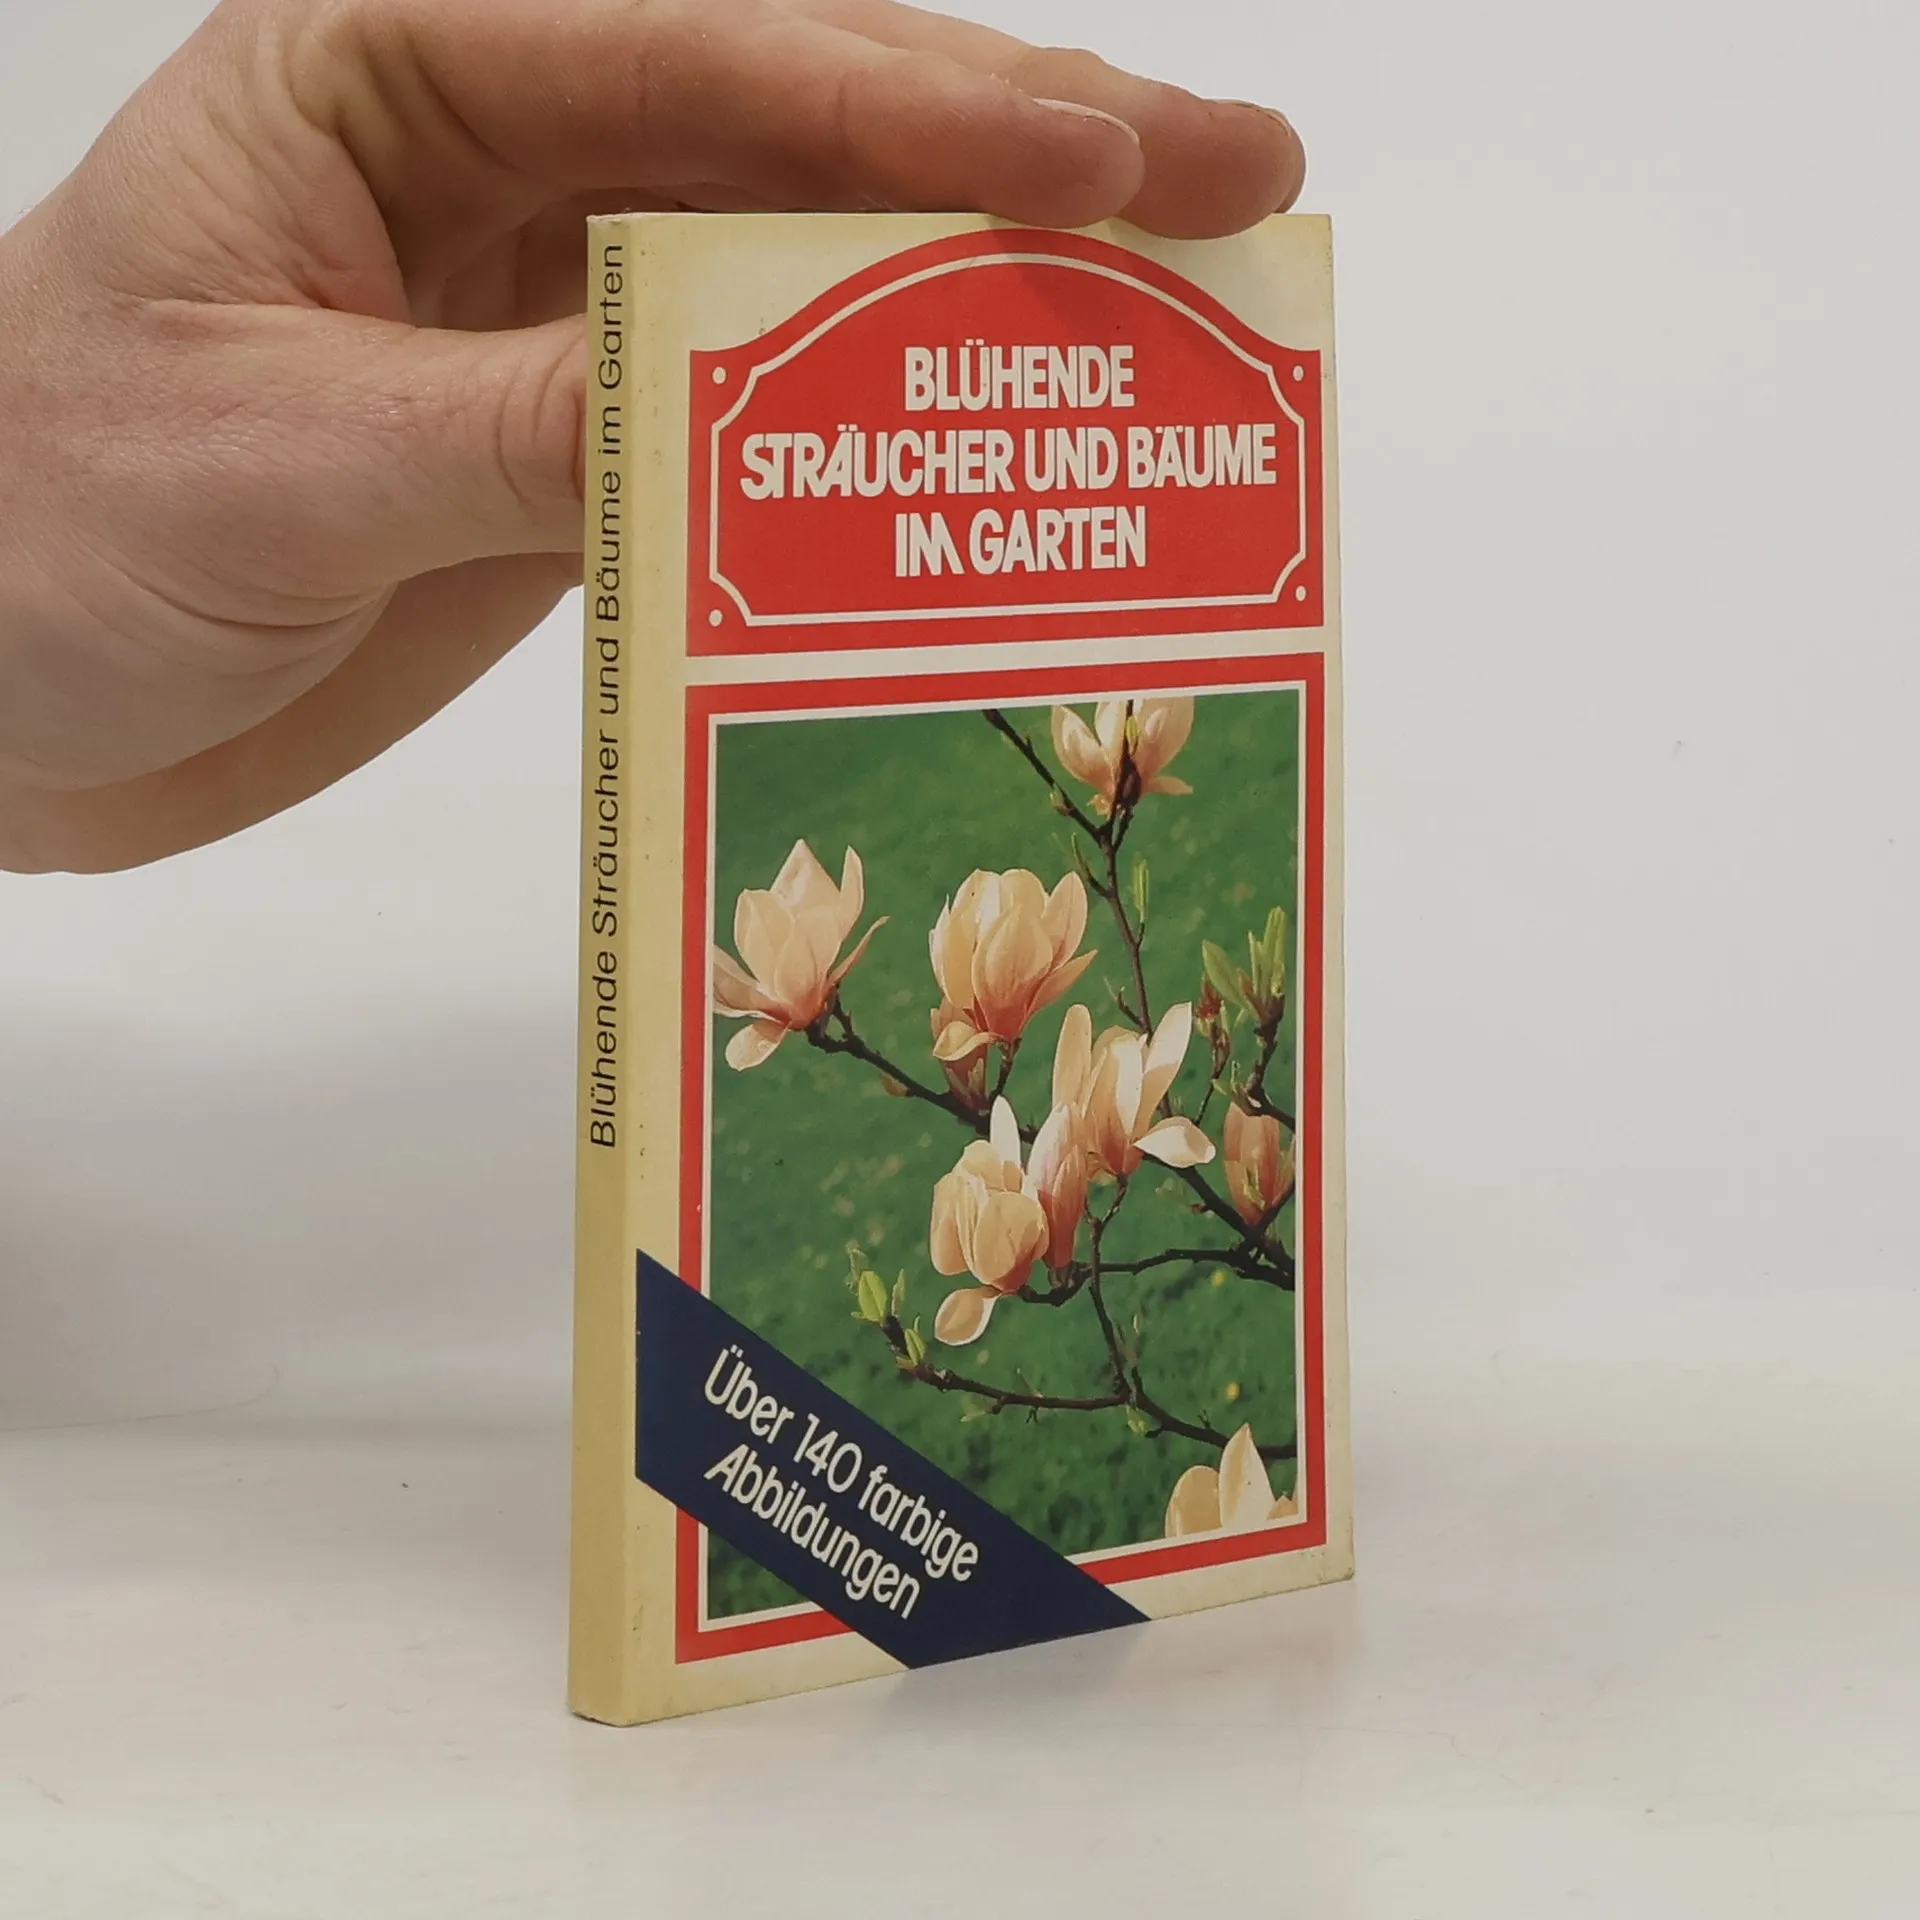 Blühende Sträucher und Bäume im Garten
BLÜHENDE
STRÄUCHER UND BÄUME
IM GARTEN
Über 140 farbige
Abbildungen